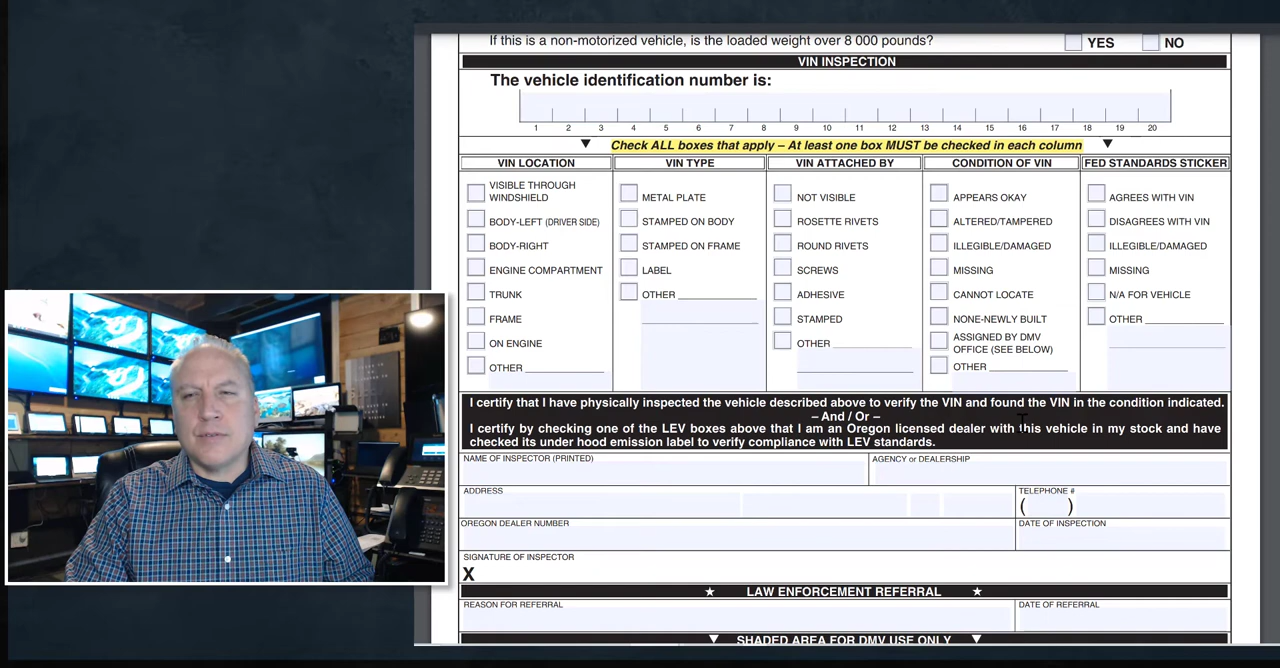 If this is a non-motorized vehicle, is the loaded weight over 8 000 pounds? YES NO
VIN INSPECTION
The vehicle identification number is:
1 2 3 4 5 6 7 8 9 10 11 12 13 14 15 16 17 18 19 20
Check ALL boxes that apply – At least one box MUST be checked in each column
VIN LOCATION
VISIBLE THROUGH
WINDSHIELD
BODY-LEFT (DRIVER SIDE)
BODY-RIGHT
ENGINE COMPARTMENT
TRUNK
FRAME
ON ENGINE
OTHER
VIN TYPE
METAL PLATE
STAMPED ON BODY
STAMPED ON FRAME
LABEL
OTHER
VIN ATTACHED BY
NOT VISIBLE
ROSETTE RIVETS
ROUND RIVETS
SCREWS
ADHESIVE
STAMPED
OTHER
CONDITION OF VIN
APPEARS OKAY
ALTERED/TAMPERED
ILLEGIBLE/DAMAGED
MISSING
CANNOT LOCATE
NONE-NEWLY BUILT
ASSIGNED BY DMV
OFFICE (SEE BELOW)
OTHER
FED STANDARDS STICKER
AGREES WITH VIN
DISAGREES WITH VIN
ILLEGIBLE/DAMAGED
MISSING
N/A FOR VEHICLE
OTHER
I certify that I have physically inspected the vehicle described above to verify the VIN and found the VIN in the condition indicated.
– And / Or –
I certify by checking one of the LEV boxes above that I am an Oregon licensed dealer with this vehicle in my stock and have
checked its under hood emission label to verify compliance with LEV standards.
NAME OF INSPECTOR (PRINTED) AGENCY or DEALERSHIP
ADDRESS TELEPHONE #
( )
OREGON DEALER NUMBER DATE OF INSPECTION
SIGNATURE OF INSPECTOR
X
LAW ENFORCEMENT REFERRAL
REASON FOR REFERRAL DATE OF REFERRAL
SHADED AREA FOR DMV USE ONLY